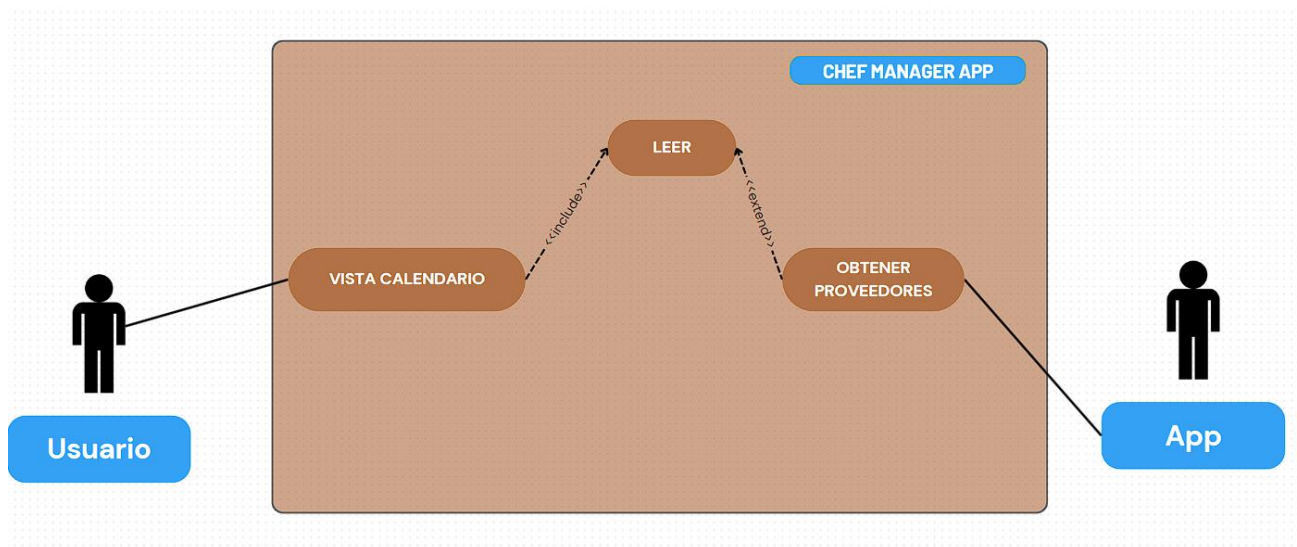 CHEF MANAGER APP
LEER
<<include>>
<<extend>>
VISTA CALENDARIO
OBTENER
PROVEEDORES
Usuario
App